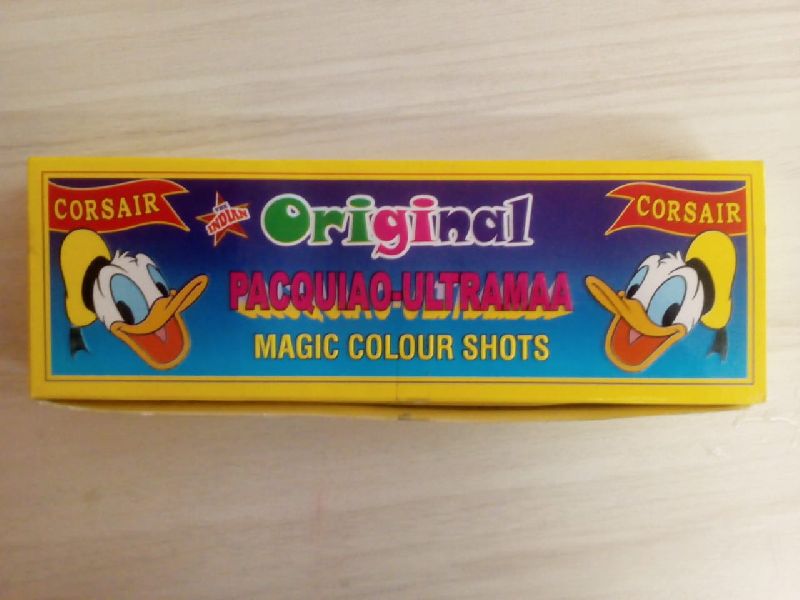 CORSAIR
THE INDIAN
Original
CORSAIR
PACQUIAO-ULTRAMAA
MAGIC COLOUR SHOTS